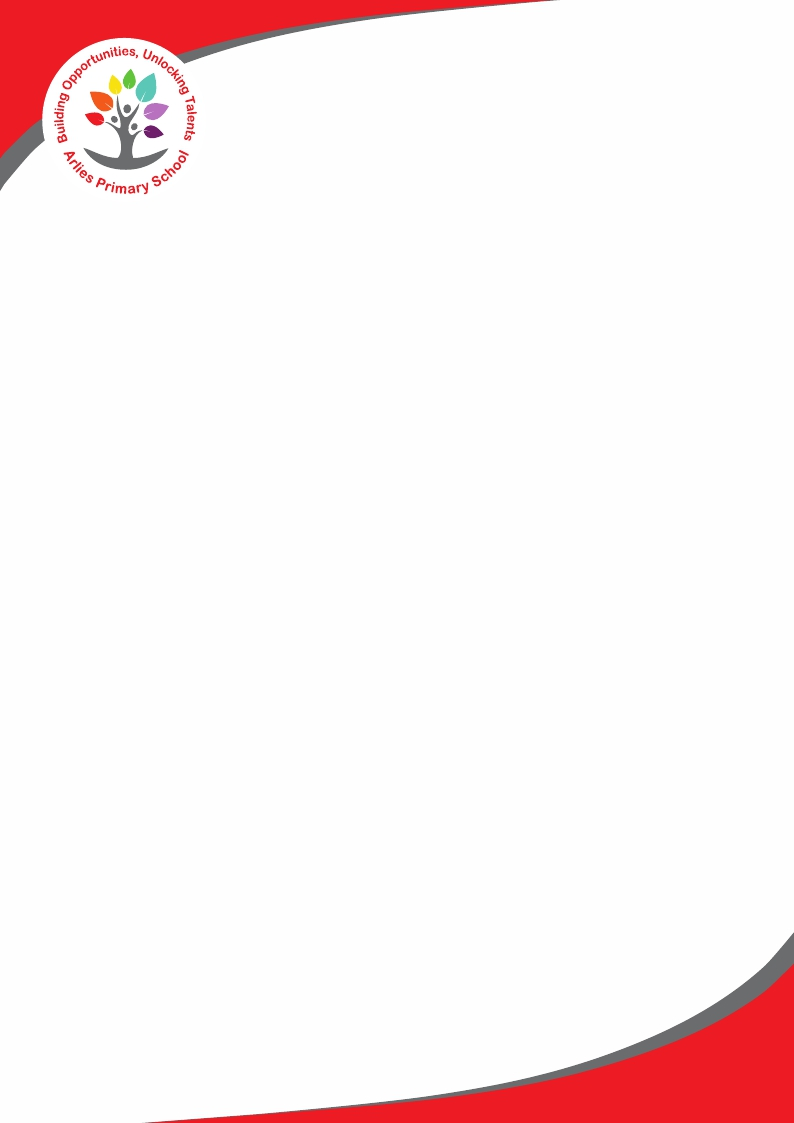 Building Opportunities, Unlocking Talents
Arlies Primary School